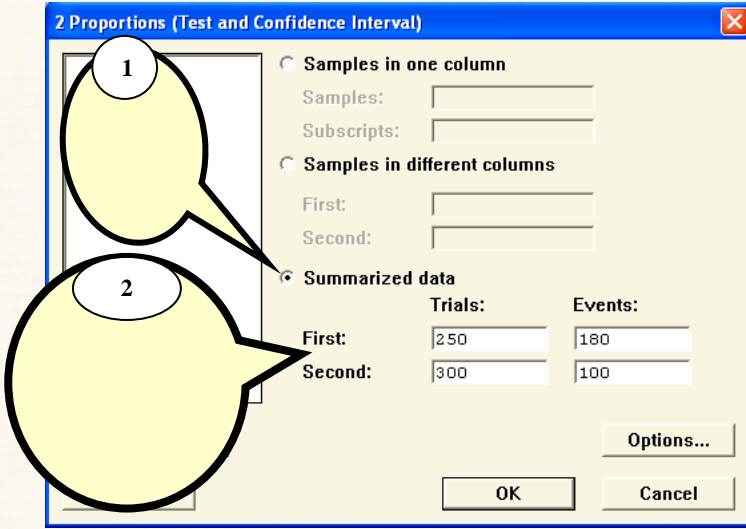 2 Proportions (Test and Confidence Interval)
1
Samples in one column
Samples:
Subscripts:
Samples in different columns
First:
Second:
2
Summarized data
Trials: Events:
First: 250 180
Second: 300 100
Options...
OK Cancel